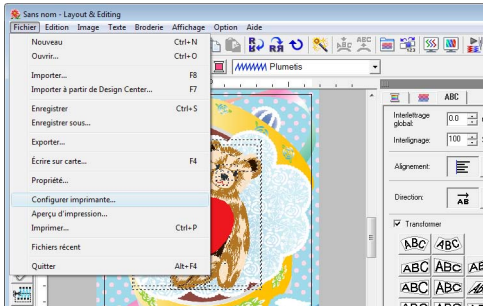 Sans nom - Layout & Editing
Fichier Edition Image Texte Broderie Affichage Option Aide
Nouveau Ctrl+N
Ouvrir... Ctrl+O
Importer... F8
Importer à partir de Design Center... F7
Enregistrer Ctrl+S
Enregistrer sous...
Exporter...
Écrire sur carte... F4
Propriété...
Configurer imprimante...
Aperçu d'impression...
Imprimer... Ctrl+P
Fichiers récent
Quitter Alt+F4
Plumetis
ABC
Interlettrage global: 0.0
Interlignage: 100
Alignement:
Direction: AB
Transformer
ABC ABC
ABC ABC